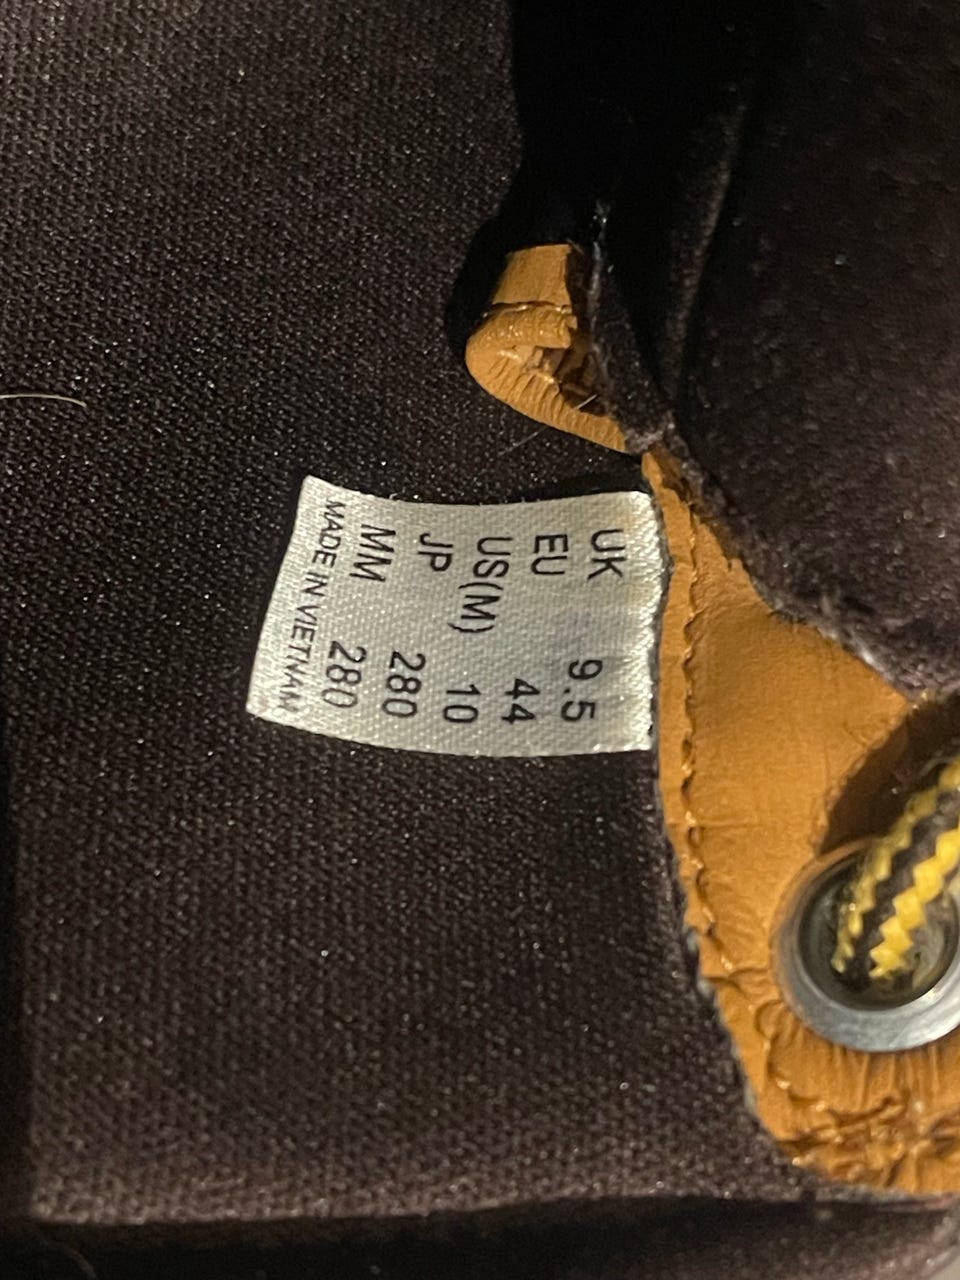 UK 9.5
EU 44
US(M) 10
JP 280
MM 280
MADE IN VIETNAM